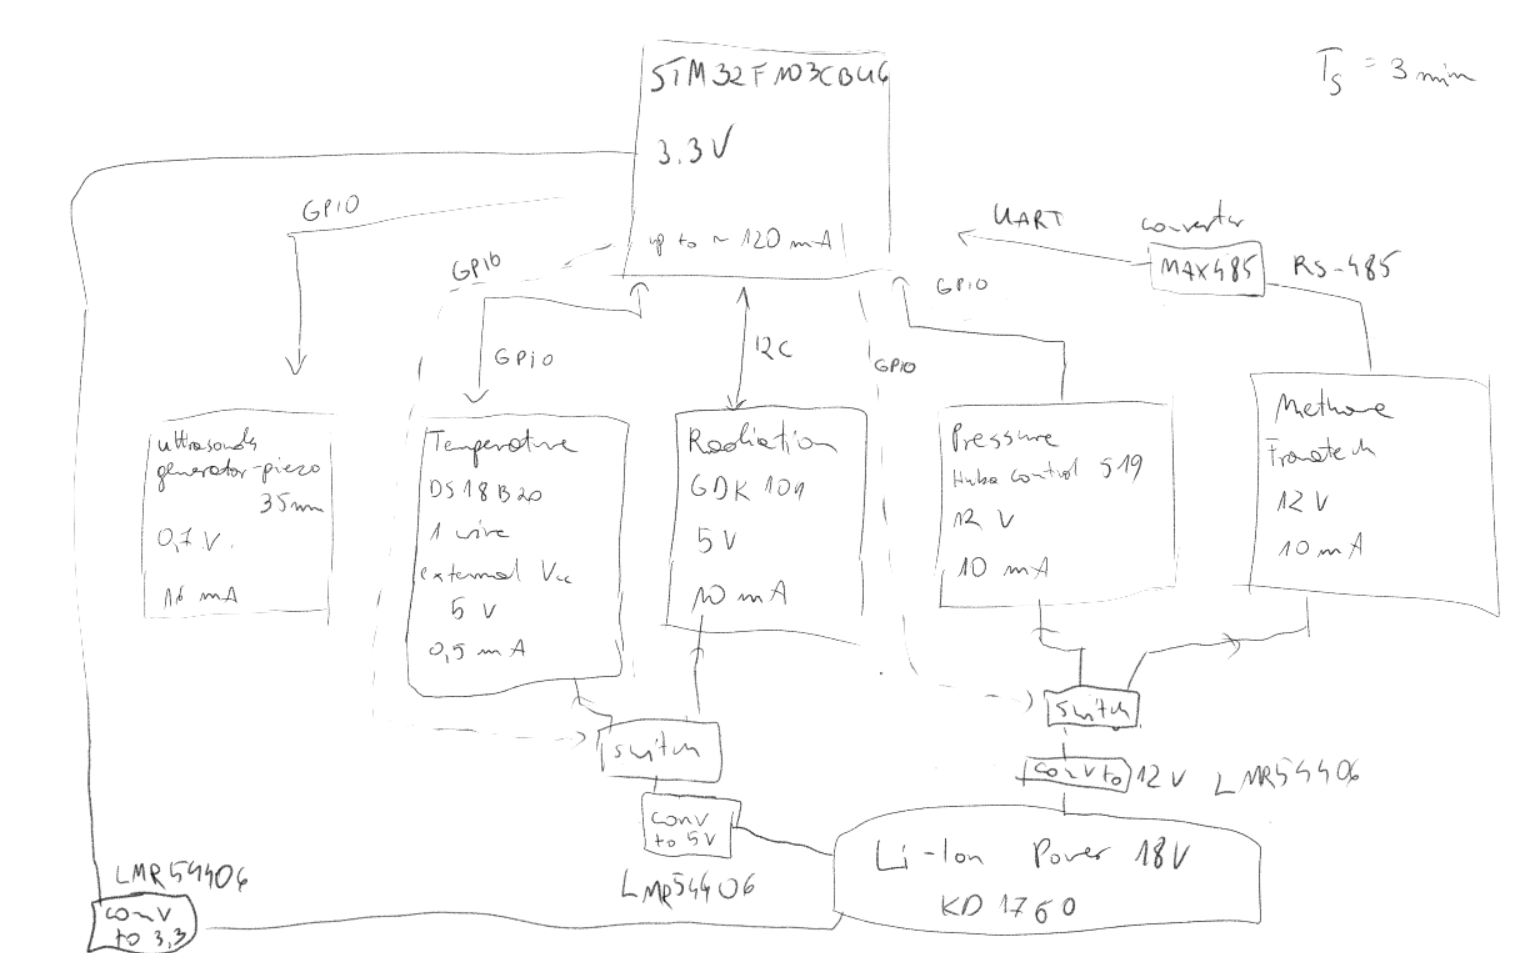 STM32F103CBU6
3.3V
up to ~ 120 mA
Ts = 3 min
GPIO
GPIO
GPIO
I2C
GPIO
GPIO
UART
converter
MAX485
RS-485
ultrasounds
generator-piezo
35mm
0,7 V
16 mA
Temperature
DS18B20
1 wire
external Vcc
5 V
0,5 mA
Radiation
GDK 101
5 V
10 mA
Pressure
Huba control 519
12 V
10 mA
Methane
Franatech
12 V
10 mA
switch
switch
conv to 12 V LMR54406
conv
to 5V
LMR54406
Li-Ion Power 18V
KD 1760
LMR54406
conv
to 3,3